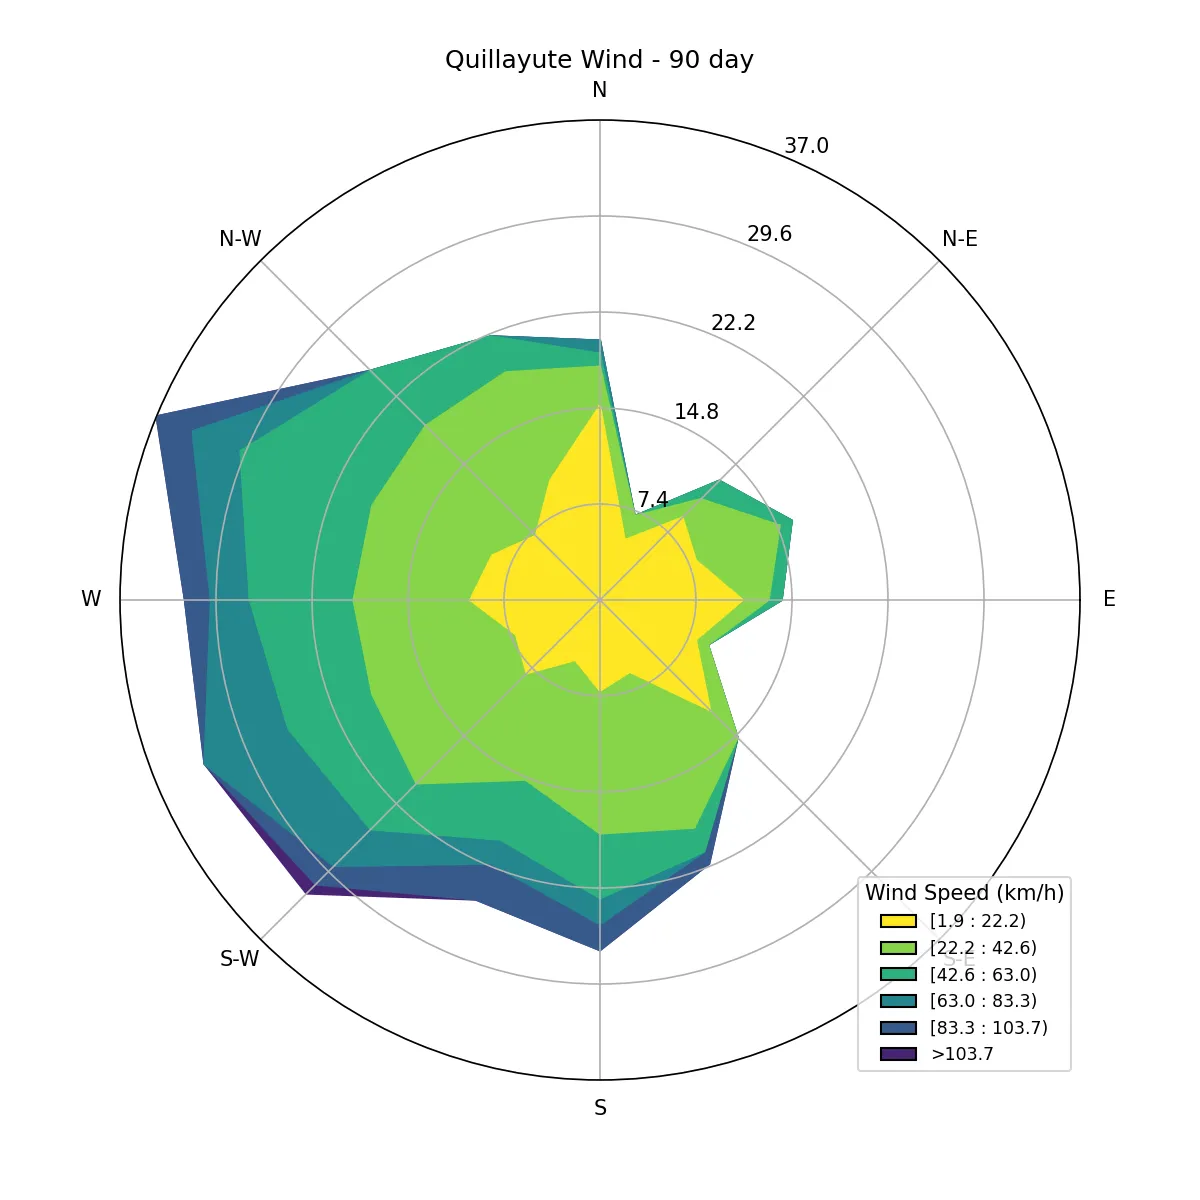 Quillayute Wind - 90 day
N
37.0
N-W
29.6
N-E
22.2
14.8
7.4
W
E
Wind Speed (km/h)
[1.9 : 22.2)
[22.2 : 42.6)
S-W
S-E
[42.6 : 63.0)
[63.0 : 83.3)
[83.3 : 103.7)
>103.7
S